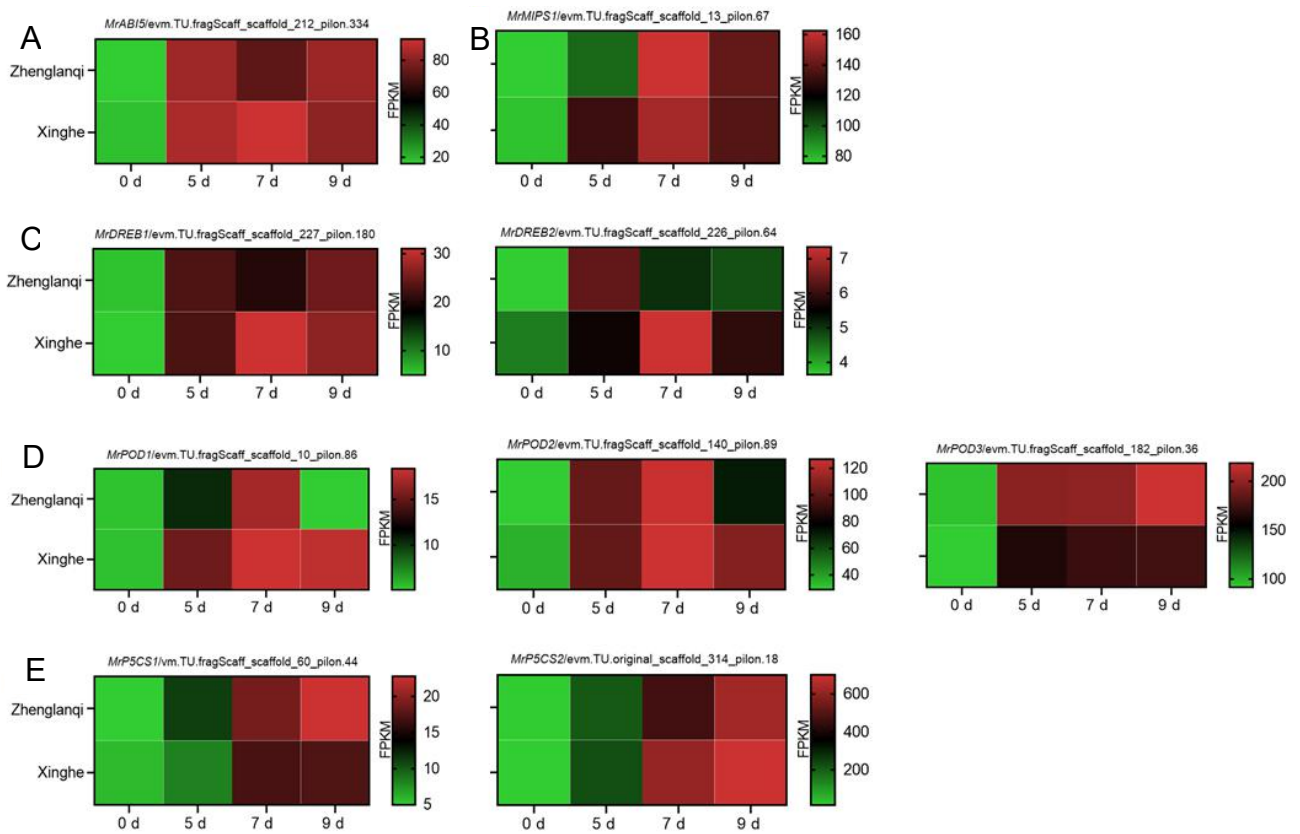 A
MrABI5/evm.TU.fragScaff_scaffold_212_pilon.334
Zhenglanqi
Xinghe
0 d 5 d 7 d 9 d
80
60
40
20
FPKM
B
MrMIPS1/evm.TU.fragScaff_scaffold_13_pilon.67
0 d 5 d 7 d 9 d
160
140
120
100
80
FPKM
C
MrDREB1/evm.TU.fragScaff_scaffold_227_pilon.180
Zhenglanqi
Xinghe
0 d 5 d 7 d 9 d
30
20
10
FPKM
MrDREB2/evm.TU.fragScaff_scaffold_226_pilon.64
0 d 5 d 7 d 9 d
7
6
5
4
FPKM
D
MrPOD1/evm.TU.fragScaff_scaffold_10_pilon.86
Zhenglanqi
Xinghe
0 d 5 d 7 d 9 d
15
10
FPKM
MrPOD2/evm.TU.fragScaff_scaffold_140_pilon.89
0 d 5 d 7 d 9 d
120
100
80
60
40
FPKM
MrPOD3/evm.TU.fragScaff_scaffold_182_pilon.36
0 d 5 d 7 d 9 d
200
150
100
FPKM
E
MrP5CS1/vm.TU.fragScaff_scaffold_60_pilon.44
Zhenglanqi
Xinghe
0 d 5 d 7 d 9 d
20
15
10
5
FPKM
MrP5CS2/evm.TU.original_scaffold_314_pilon.18
0 d 5 d 7 d 9 d
600
400
200
FPKM